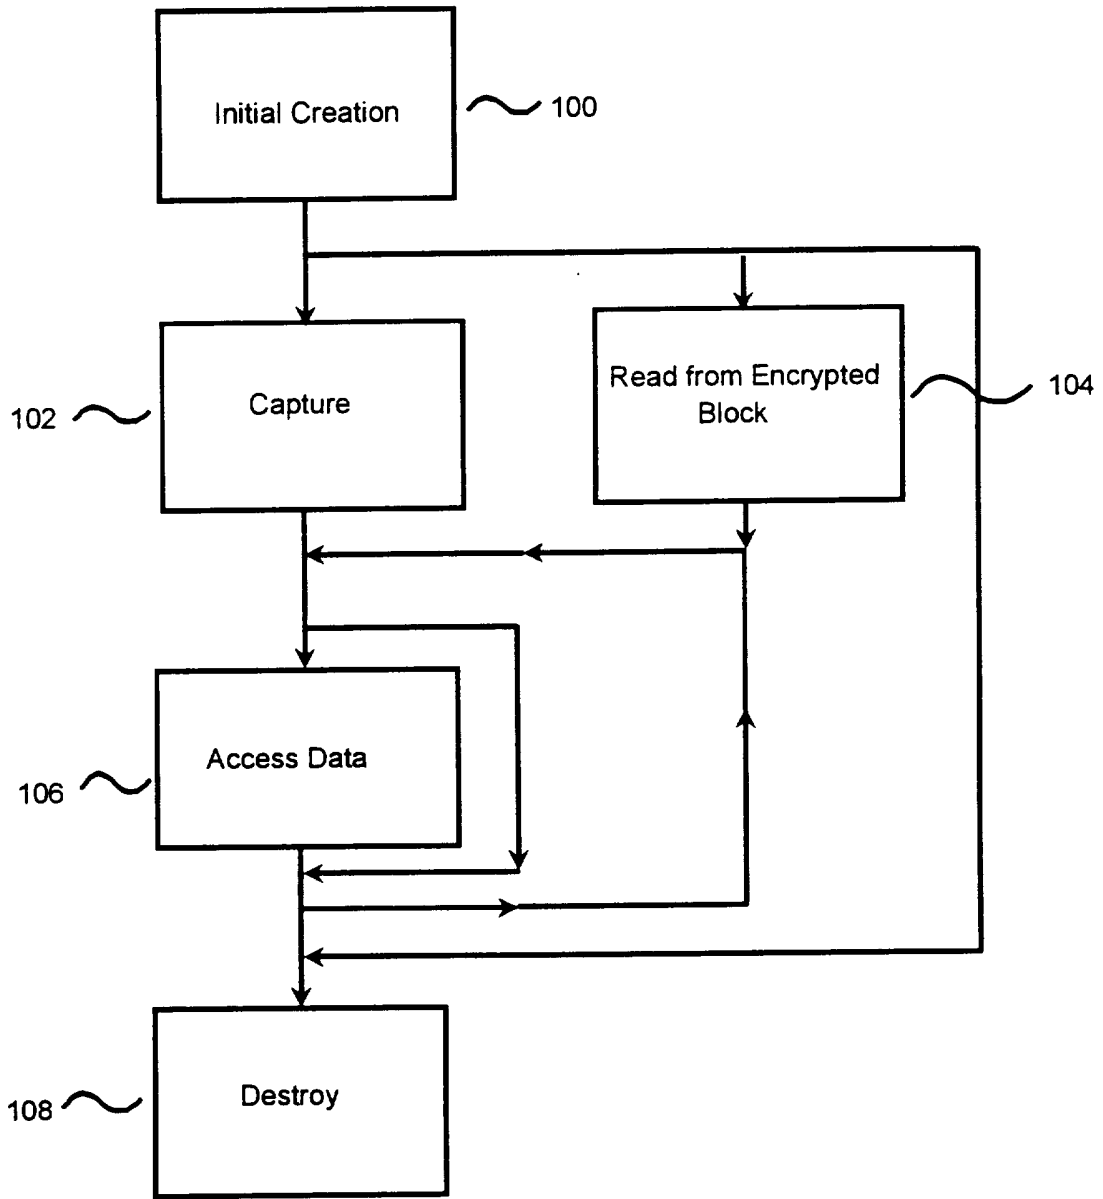 Initial Creation
100
Capture
102
Read from Encrypted
Block
104
Access Data
106
Destroy
108